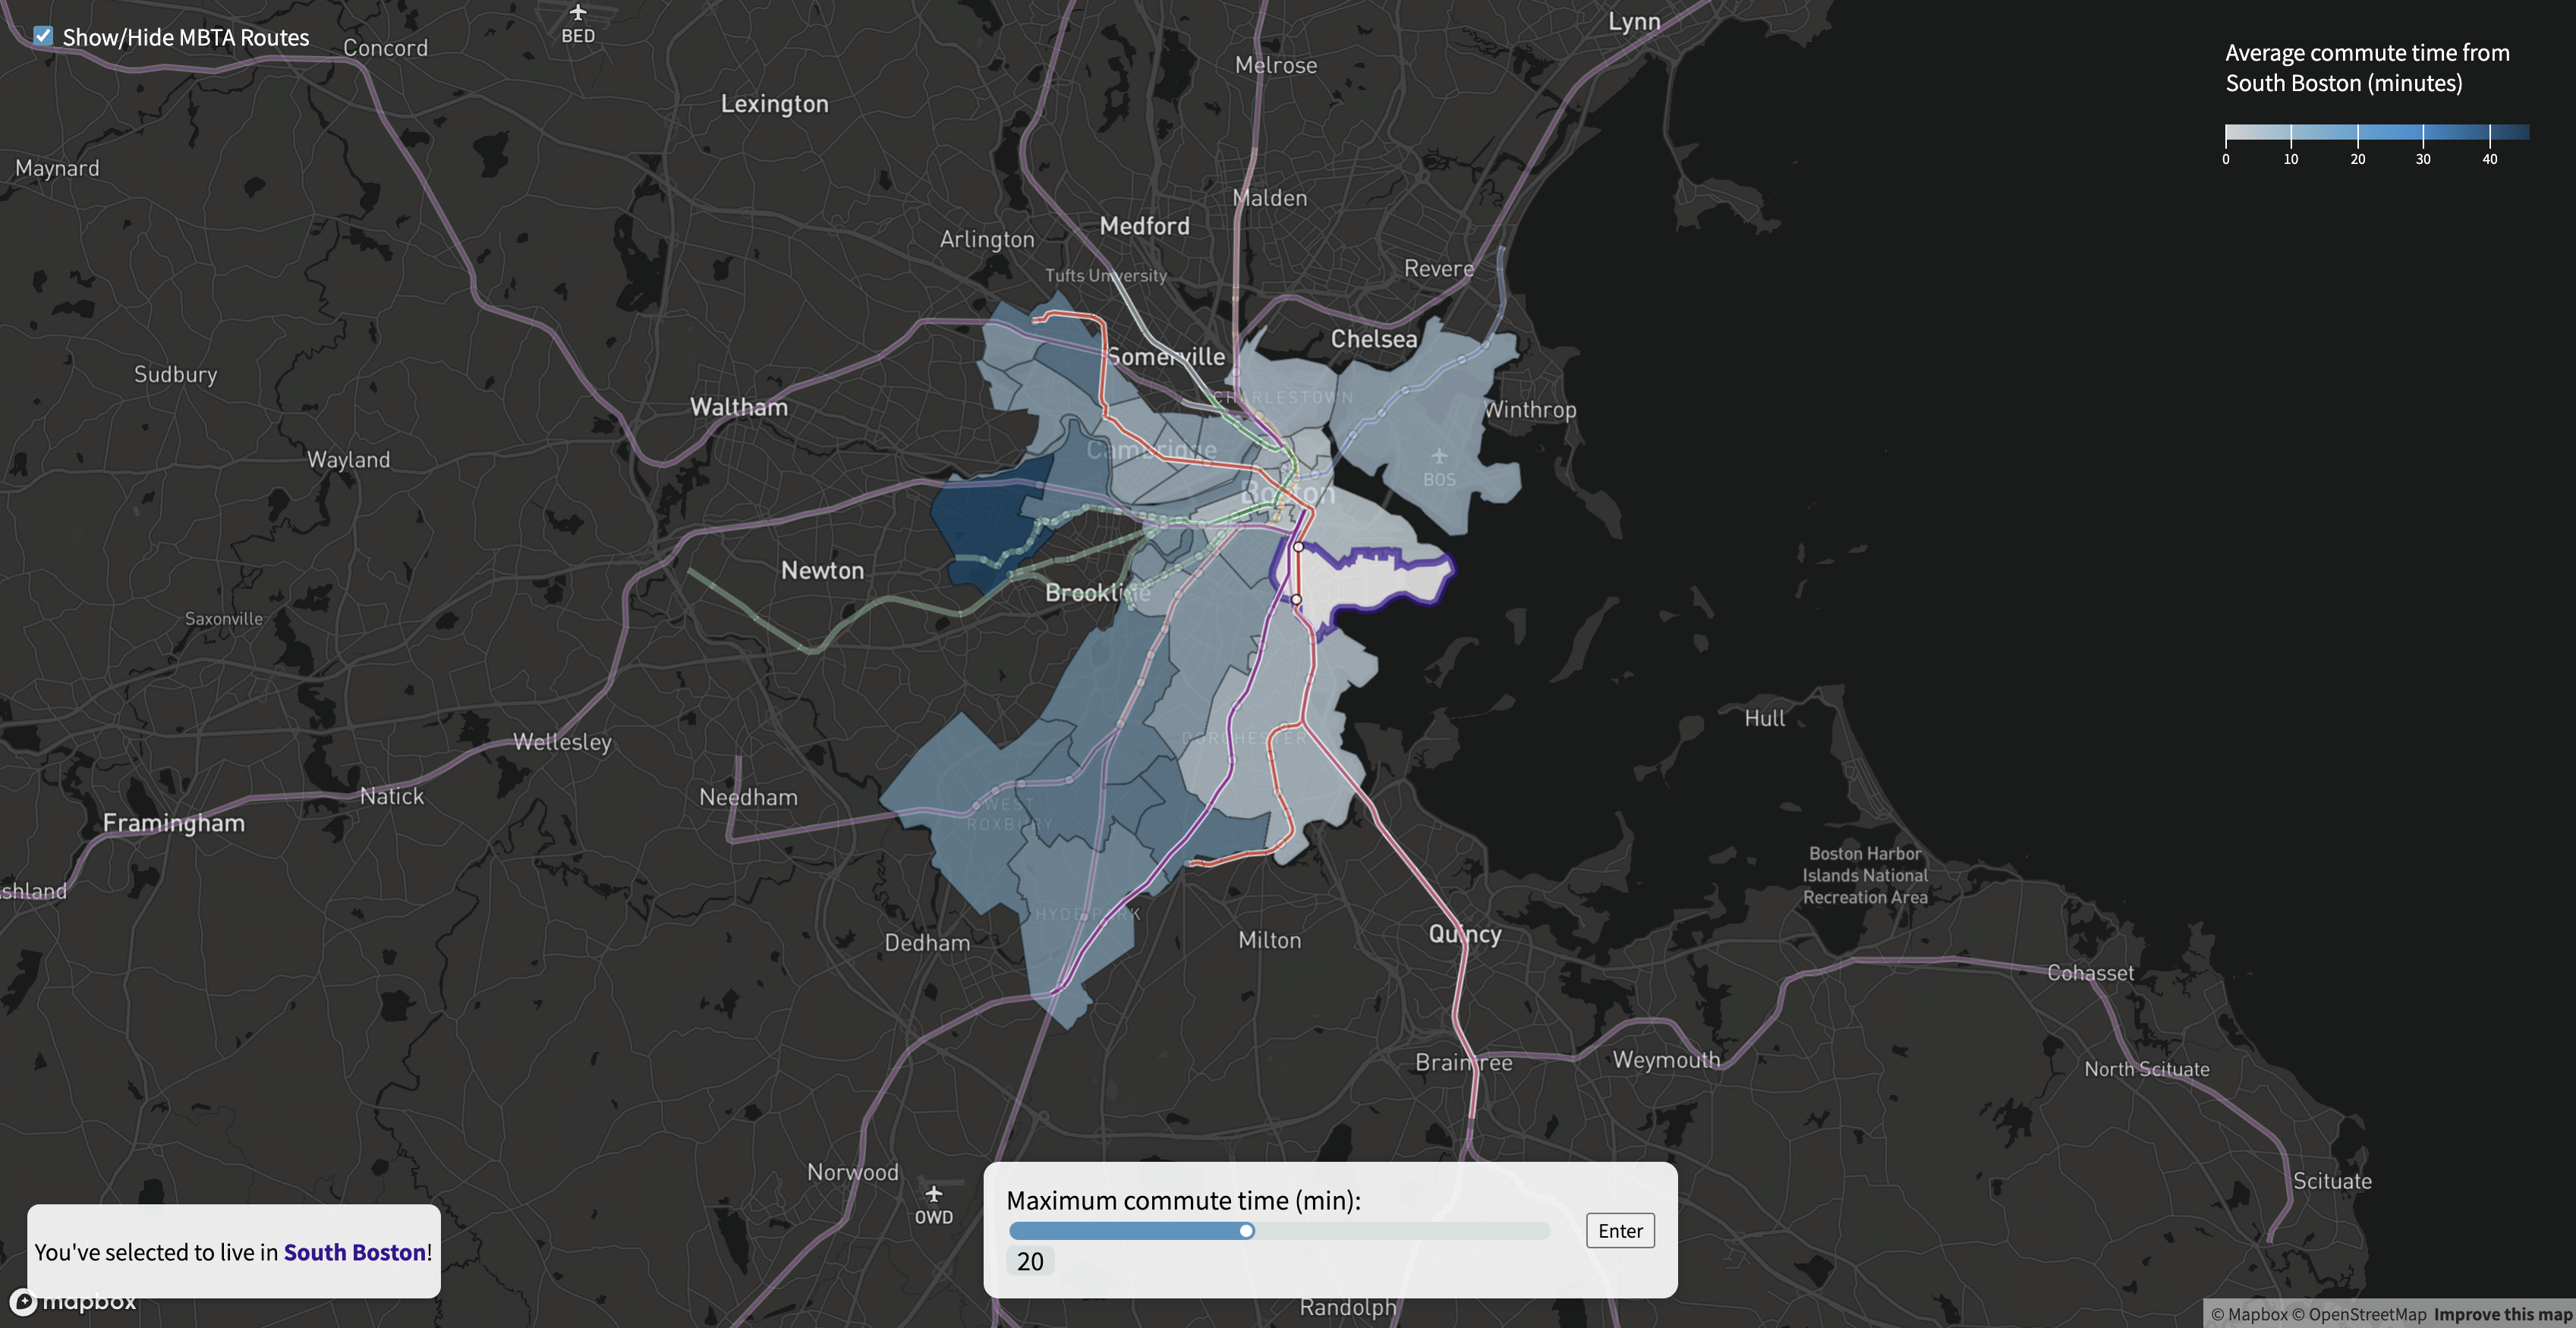 Show/Hide MBTA Routes
Concord
BED
Lynn
Melrose
Average commute time from
South Boston (minutes)
0 10 20 30 40
Lexington
Maynard
Malden
Medford
Arlington
Tufts University
Revere
Chelsea
Somerville
Sudbury
CHARLESTOWN
Waltham
Winthrop
Cambridge
Wayland
BOS
Boston
Newton
Brookline
Saxonville
Hull
DORCHESTER
Wellesley
Natick
Needham
WEST
ROXBURY
Framingham
Boston Harbor
Islands National
Recreation Area
shland
HYDE PARK
Dedham
Milton
Quincy
Cohasset
Braintree
Weymouth
North Scituate
Norwood
OWD
Scituate
Maximum commute time (min):
Enter
20
You've selected to live in South Boston!
mapbox
Randolph
© Mapbox © OpenStreetMap Improve this map